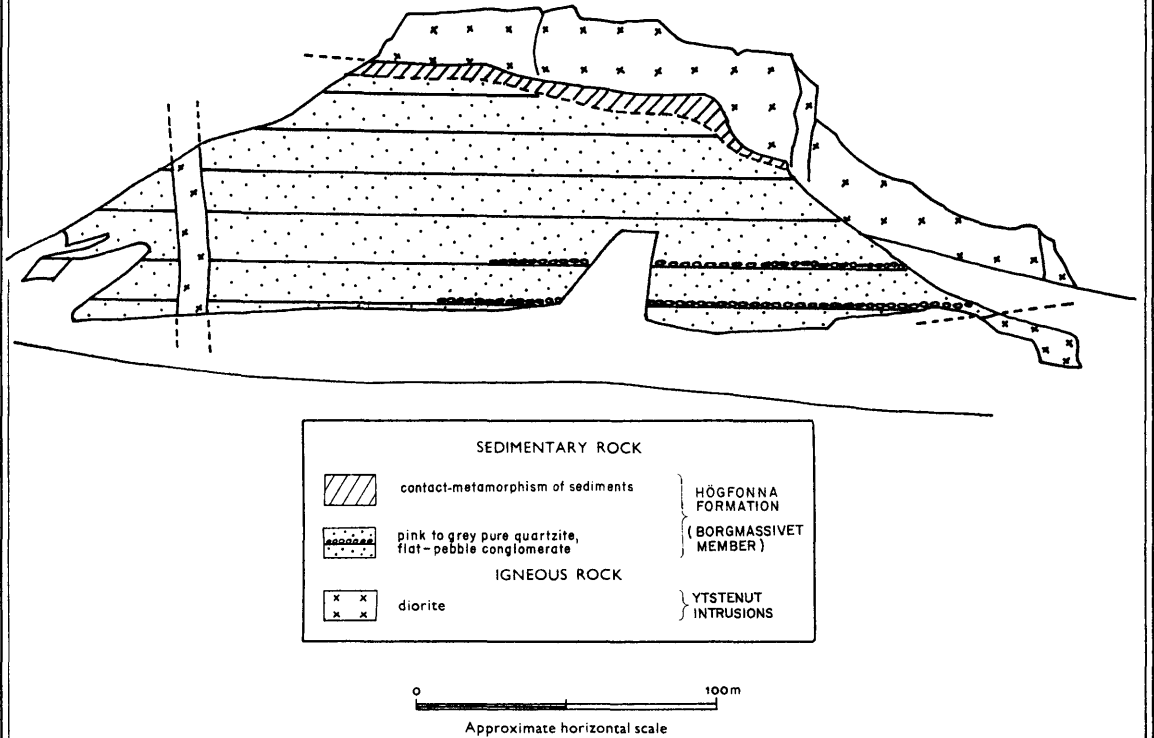 SEDIMENTARY ROCK
contact-metamorphism of sediments
HÖGFONNA
FORMATION
(BORGMASSIVET
MEMBER)
pink to grey pure quartzite,
flat-pebble conglomerate
IGNEOUS ROCK
diorite
YTSTENUT
INTRUSIONS
0 100m
Approximate horizontal scale